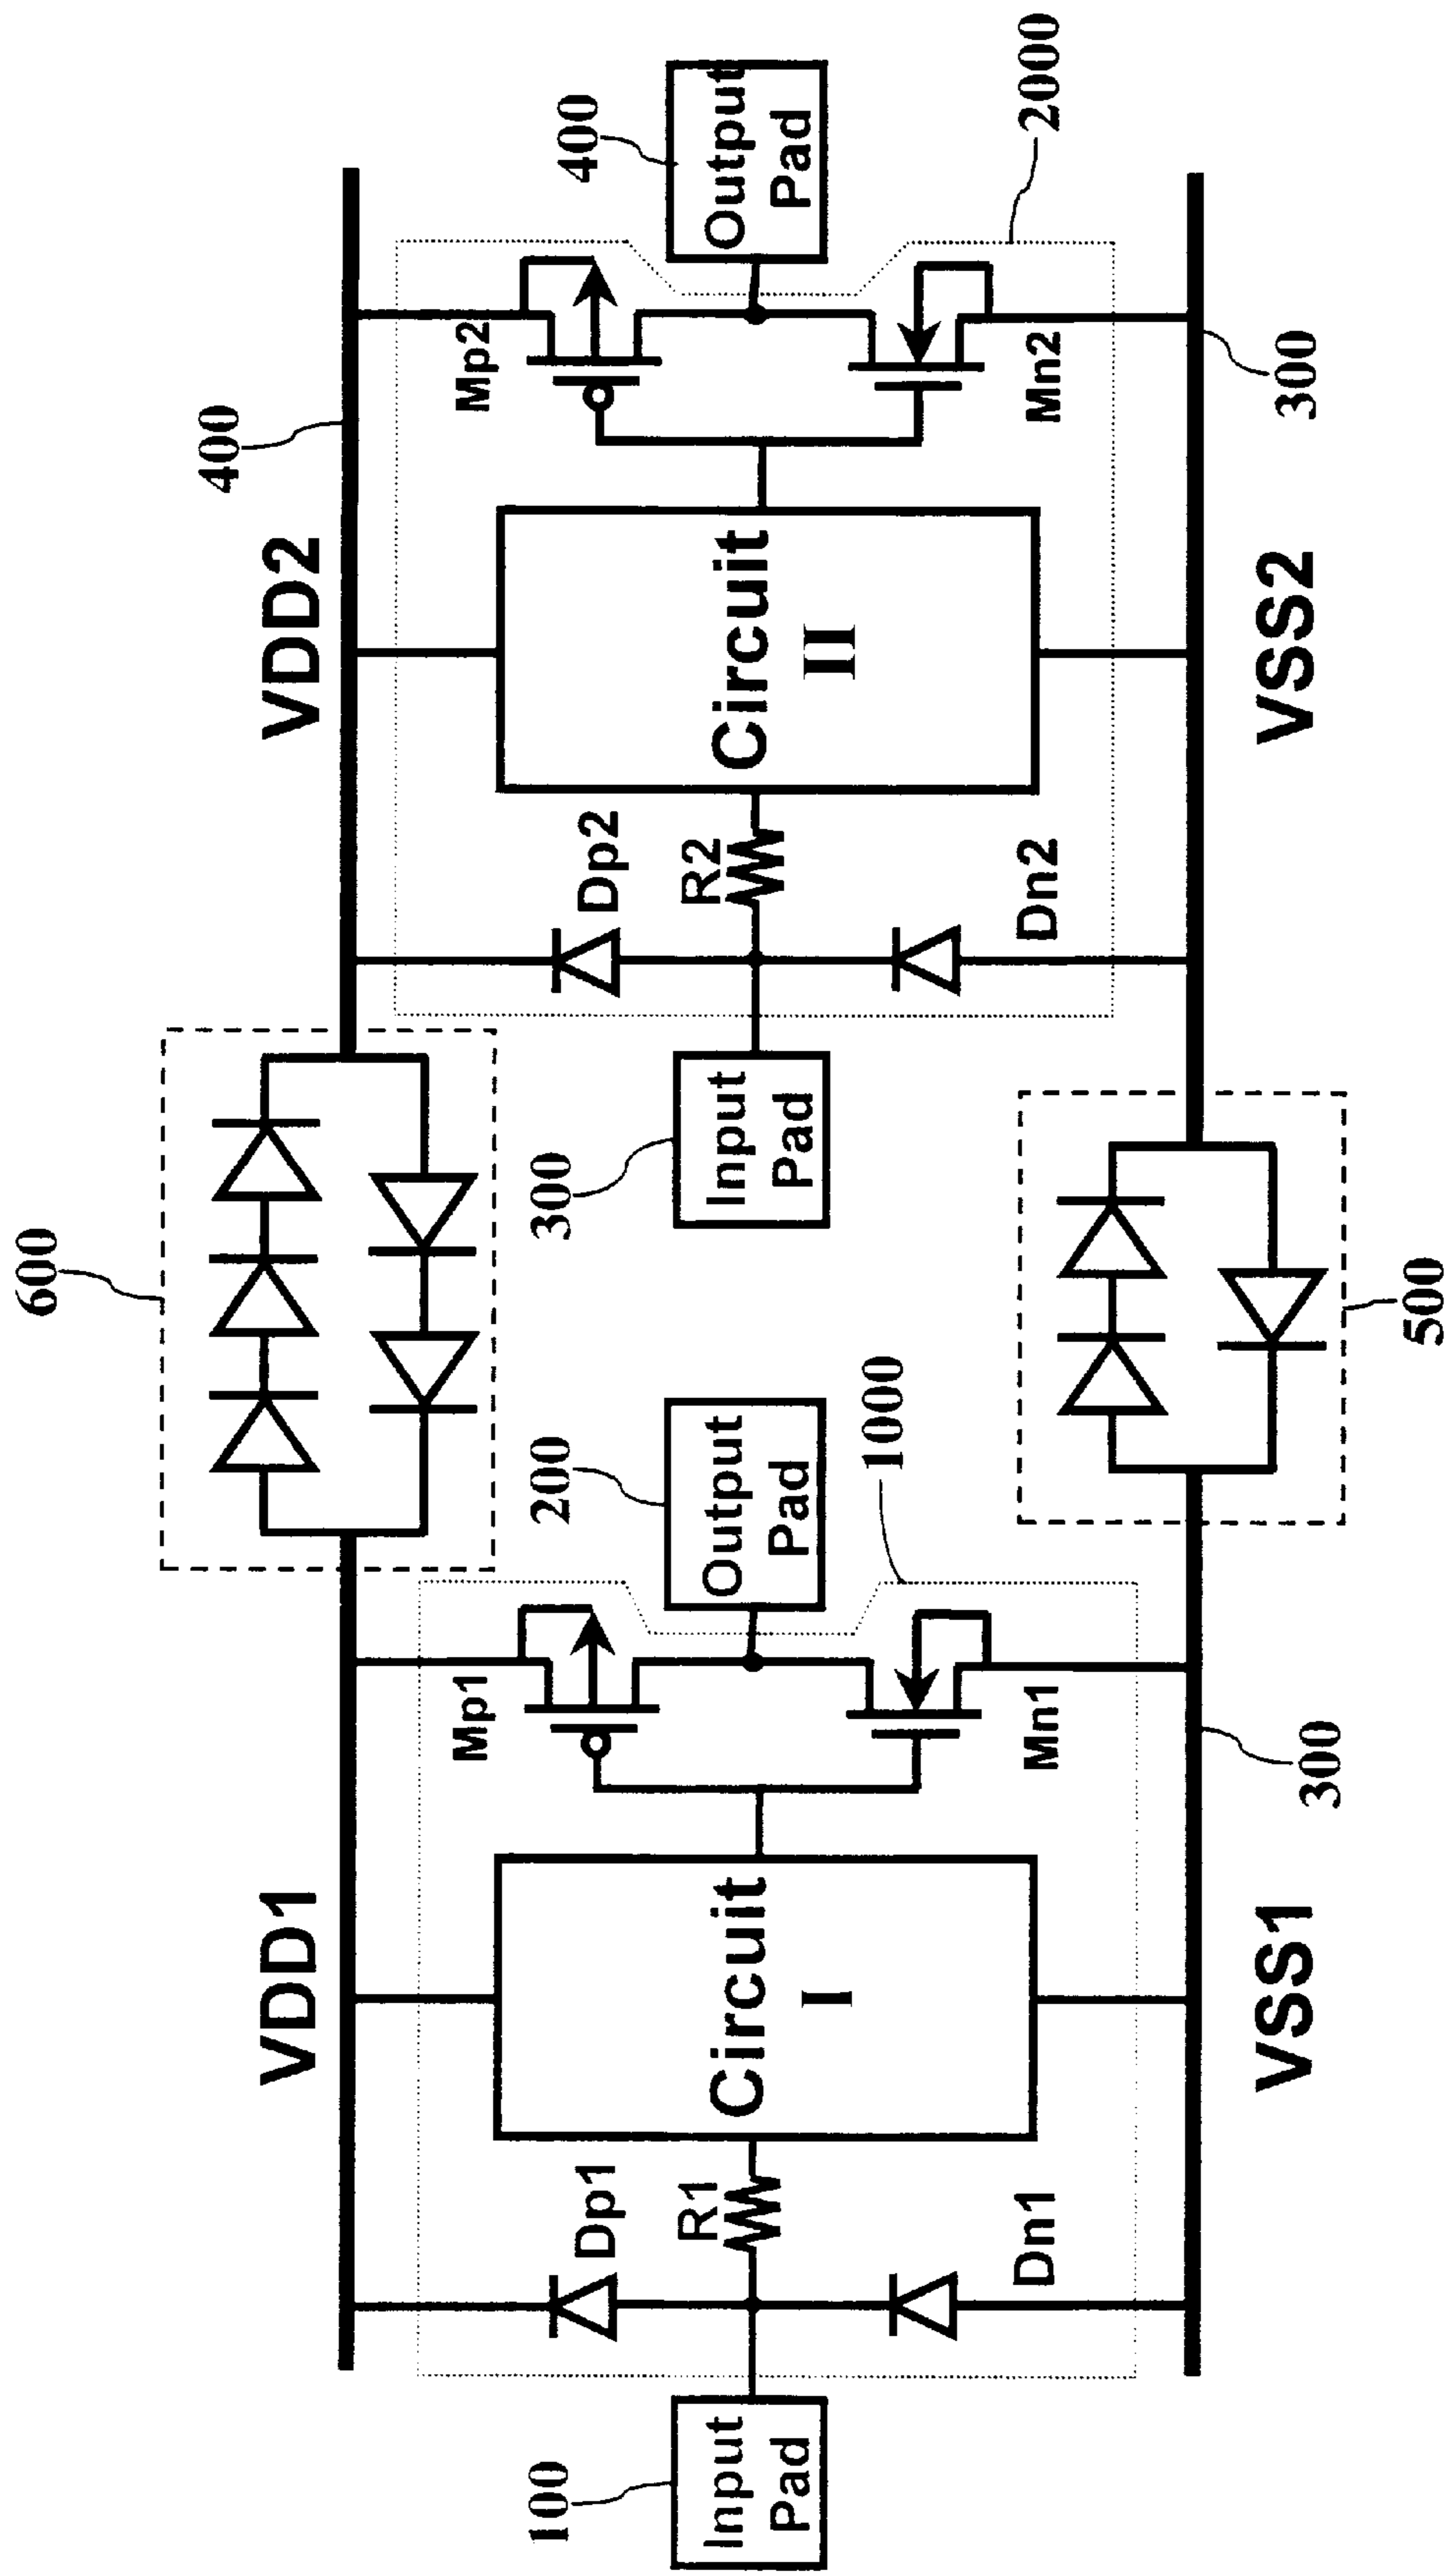 600
400
VDD1
VDD2
Mp1
Mp2
100
Input
Pad
Dp1
R1
Dn1
Circuit
I
200
Output
Pad
1000
Mn1
300
Input
Pad
Dp2
R2
Dn2
Circuit
II
400
Output
Pad
2000
Mn2
VSS1
300
500
VSS2
300